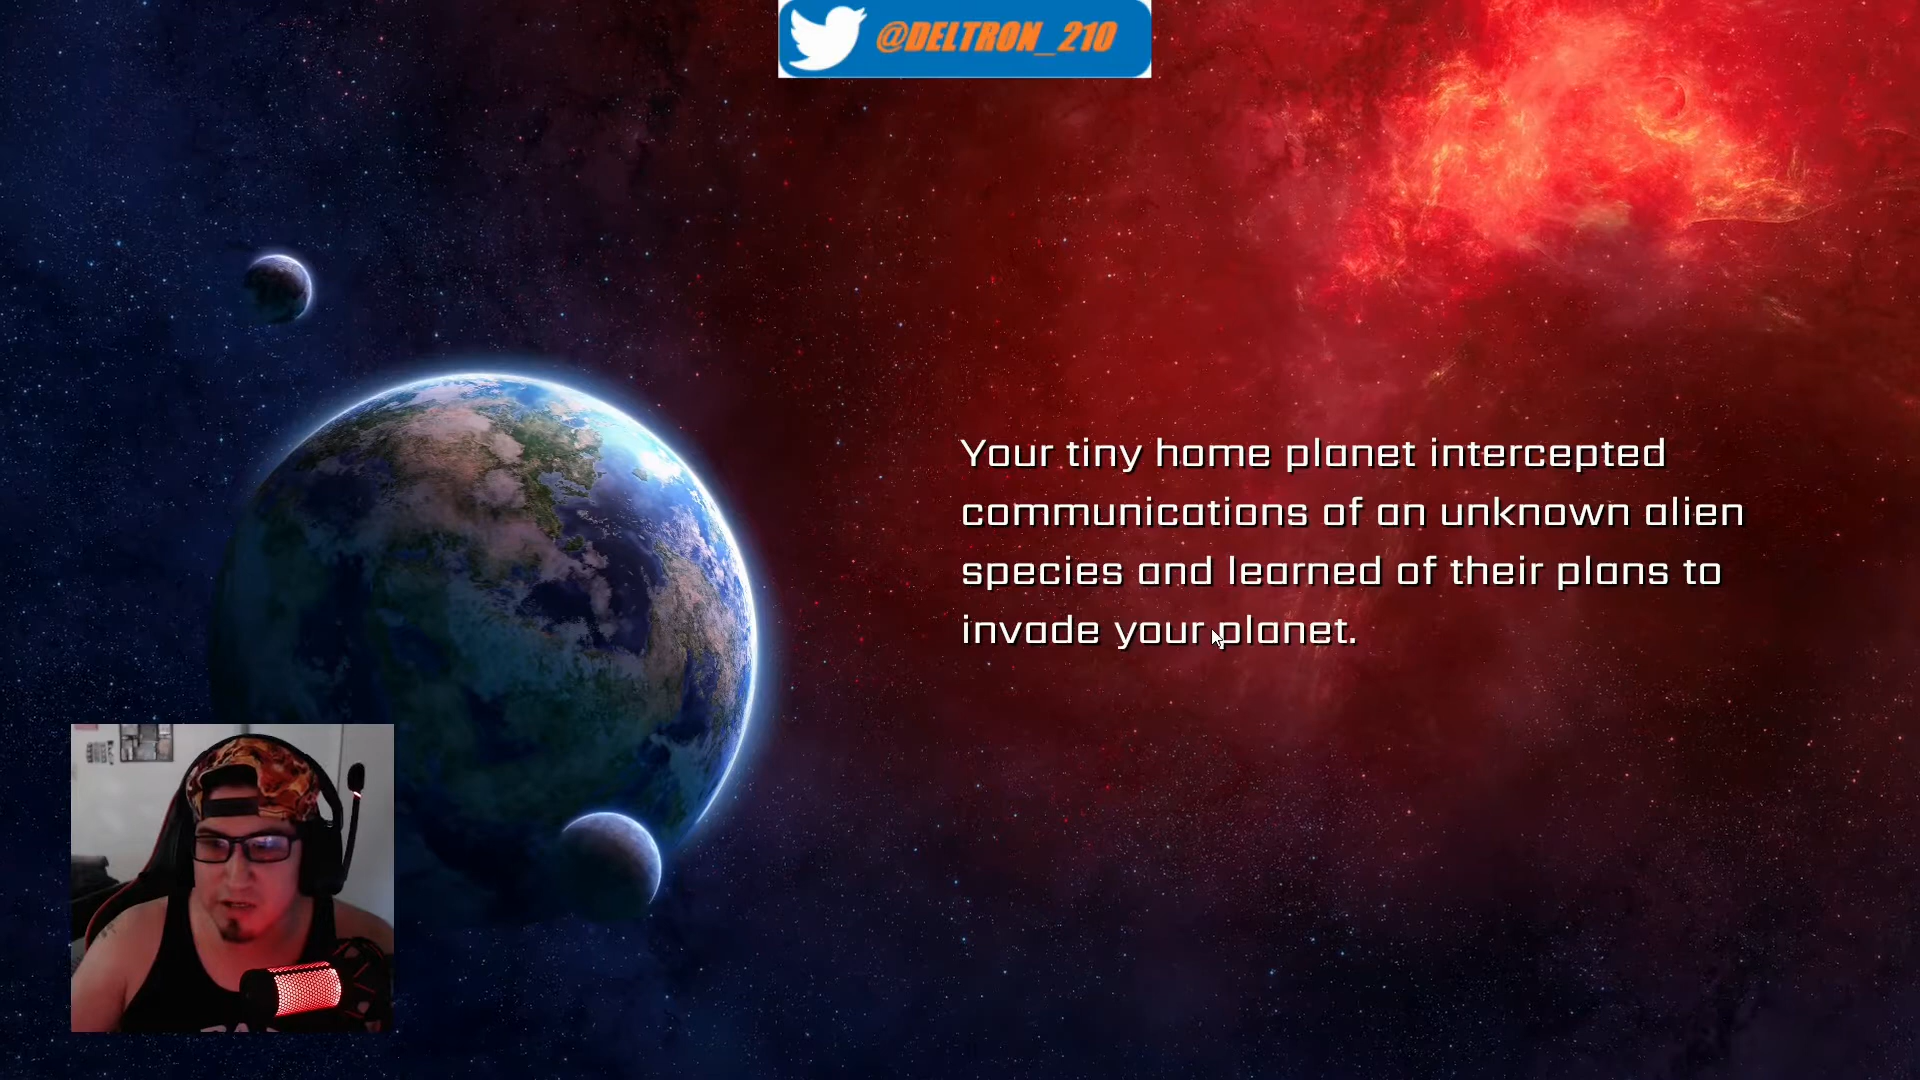 @DELTRON_210
Your tiny home planet intercepted
communications of an unknown alien
species and learned of their plans to
invade your planet.